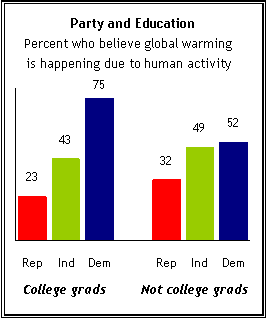 Party and Education
Percent who believe global warming
is happening due to human activity
75
43
23
52
49
32
Rep Ind Dem Rep Ind Dem
College grads Not college grads